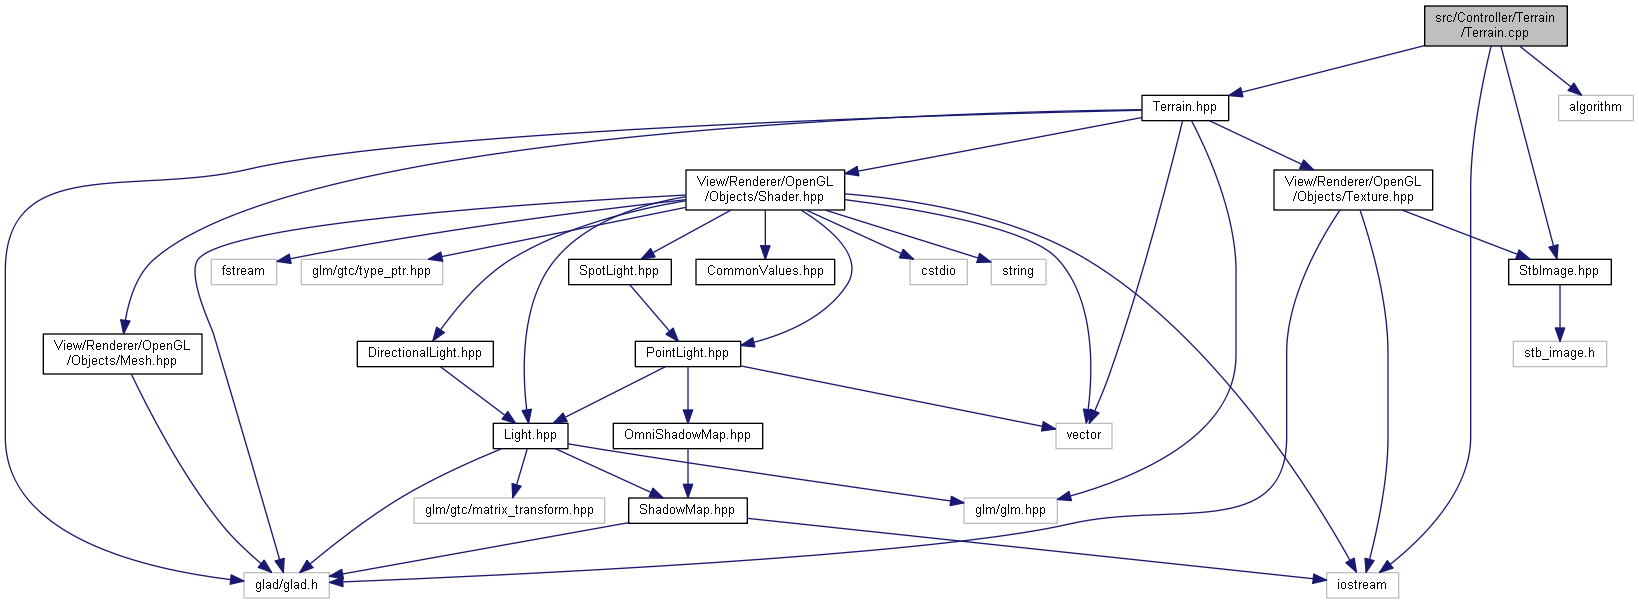 src/Controller/Terrain
/Terrain.cpp
Terrain.hpp
algorithm
View/Renderer/OpenGL
/Objects/Shader.hpp
View/Renderer/OpenGL
/Objects/Texture.hpp
fstream
glm/gtc/type_ptr.hpp
SpotLight.hpp
CommonValues.hpp
cstdio
string
StbImage.hpp
View/Renderer/OpenGL
/Objects/Mesh.hpp
DirectionalLight.hpp
PointLight.hpp
stb_image.h
Light.hpp
OmniShadowMap.hpp
vector
glm/gtc/matrix_transform.hpp
ShadowMap.hpp
glm/glm.hpp
glad/glad.h
iostream